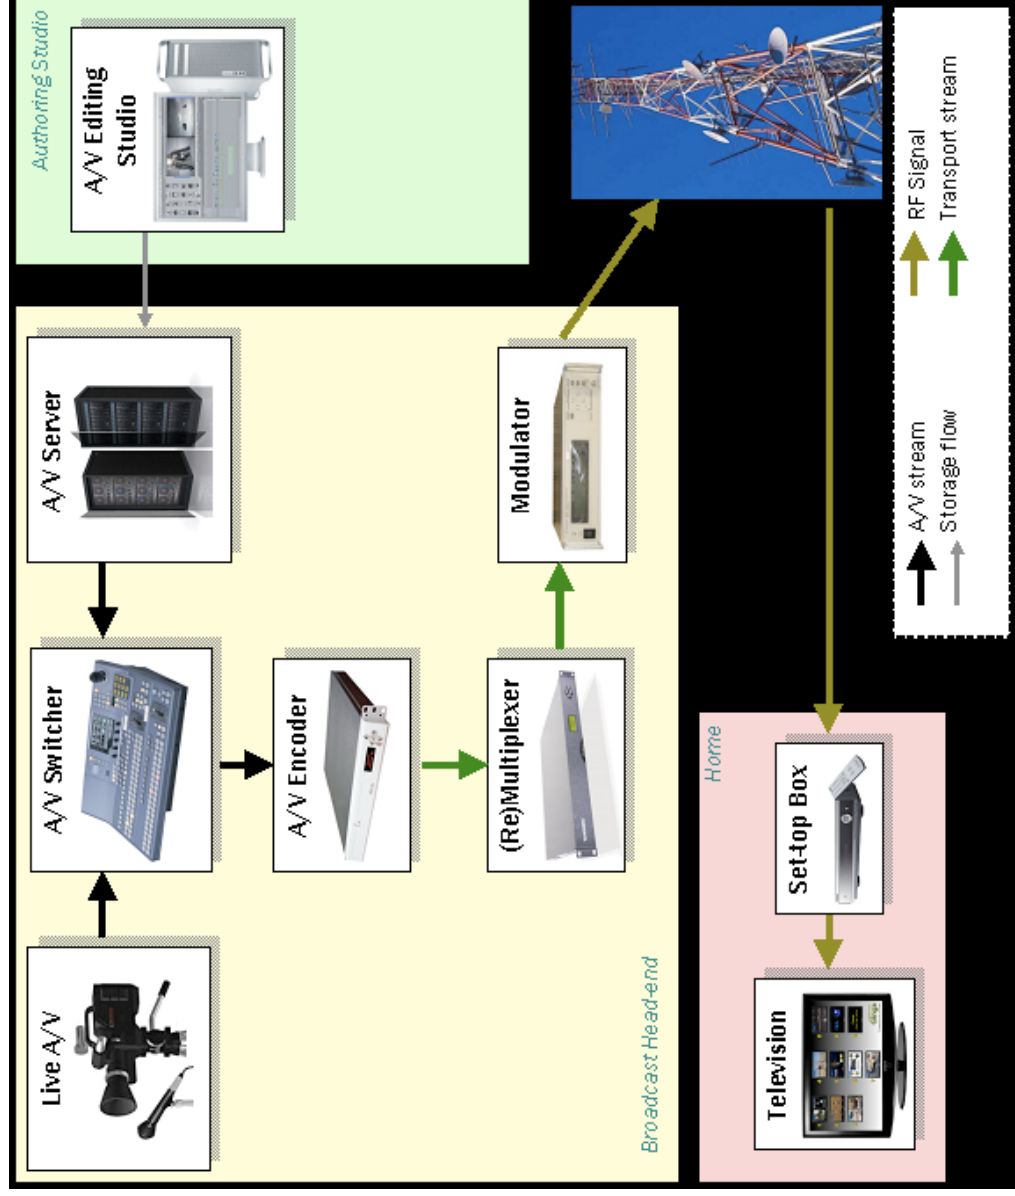 Live A/V
A/V Switcher
A/V Server
A/V Editing
Studio
Authoring Studio
A/V Encoder
(Re)Multiplexer
Modulator
Broadcast Head-end
Home
Television
Set-top Box
A/V stream
RF Signal
Storage flow
Transport stream